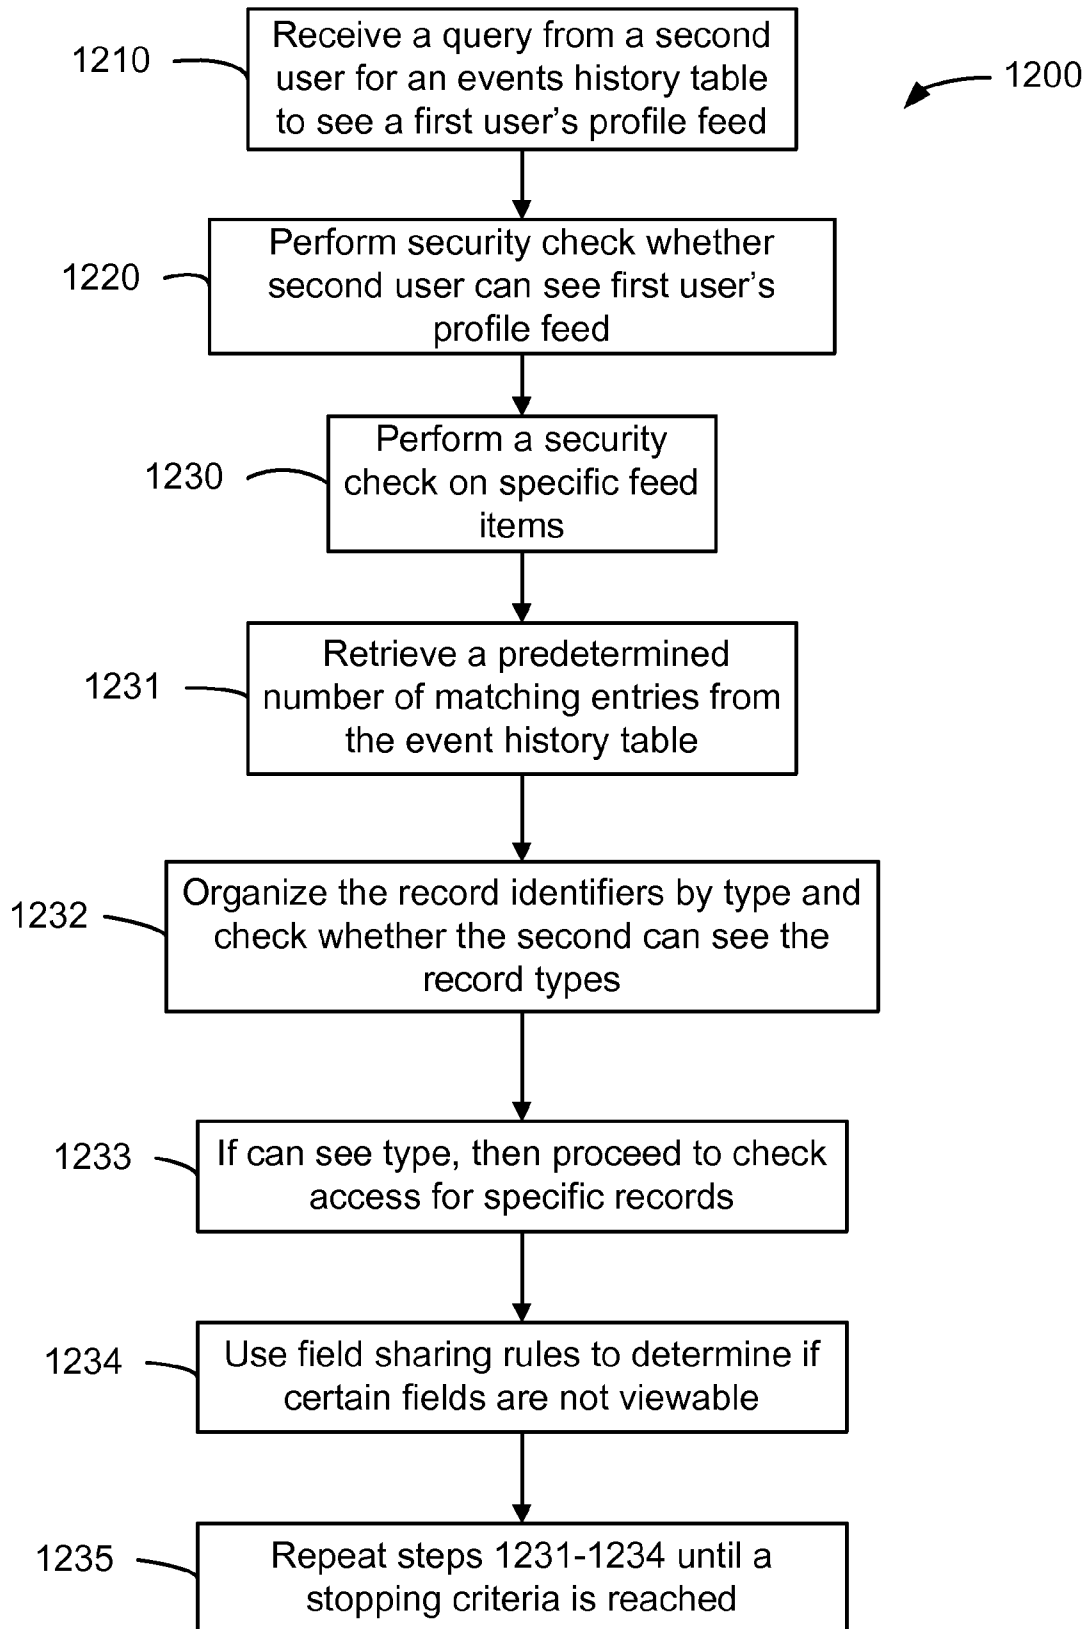 1200
1210
Receive a query from a second
user for an events history table
to see a first user's profile feed
1220
Perform security check whether
second user can see first user's
profile feed
1230
Perform a security
check on specific feed
items
1231
Retrieve a predetermined
number of matching entries from
the event history table
1232
Organize the record identifiers by type and
check whether the second can see the
record types
1233
If can see type, then proceed to check
access for specific records
1234
Use field sharing rules to determine if
certain fields are not viewable
1235
Repeat steps 1231-1234 until a
stopping criteria is reached